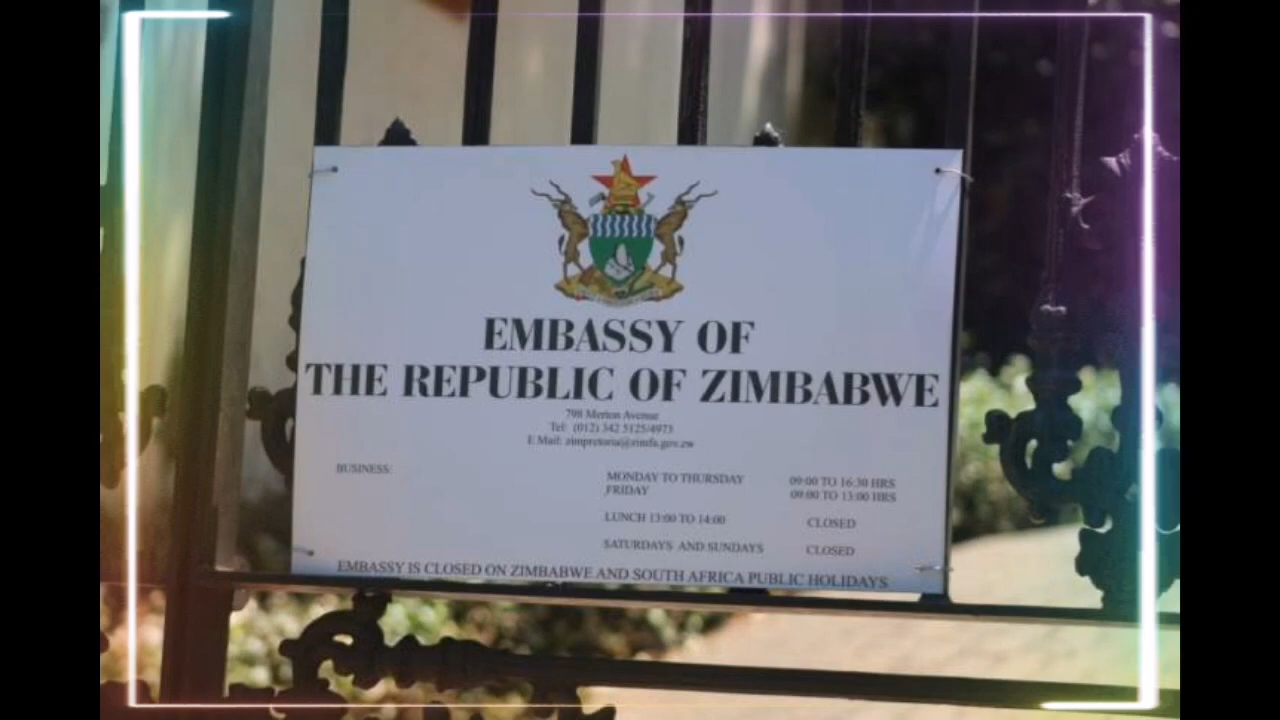 EMBASSY OF
THE REPUBLIC OF ZIMBABWE
798 Merton Avenue
Tel: (012) 342 5125/4973
E Mail: zimpretoria@zimfa.gov.zw
BUSINESS: MONDAY TO THURSDAY 09:00 TO 16:30 HRS
FRIDAY 09:00 TO 13:00 HRS
LUNCH 13:00 TO 14:00 CLOSED
SATURDAYS AND SUNDAYS CLOSED
EMBASSY IS CLOSED ON ZIMBABWE AND SOUTH AFRICA PUBLIC HOLIDAYS